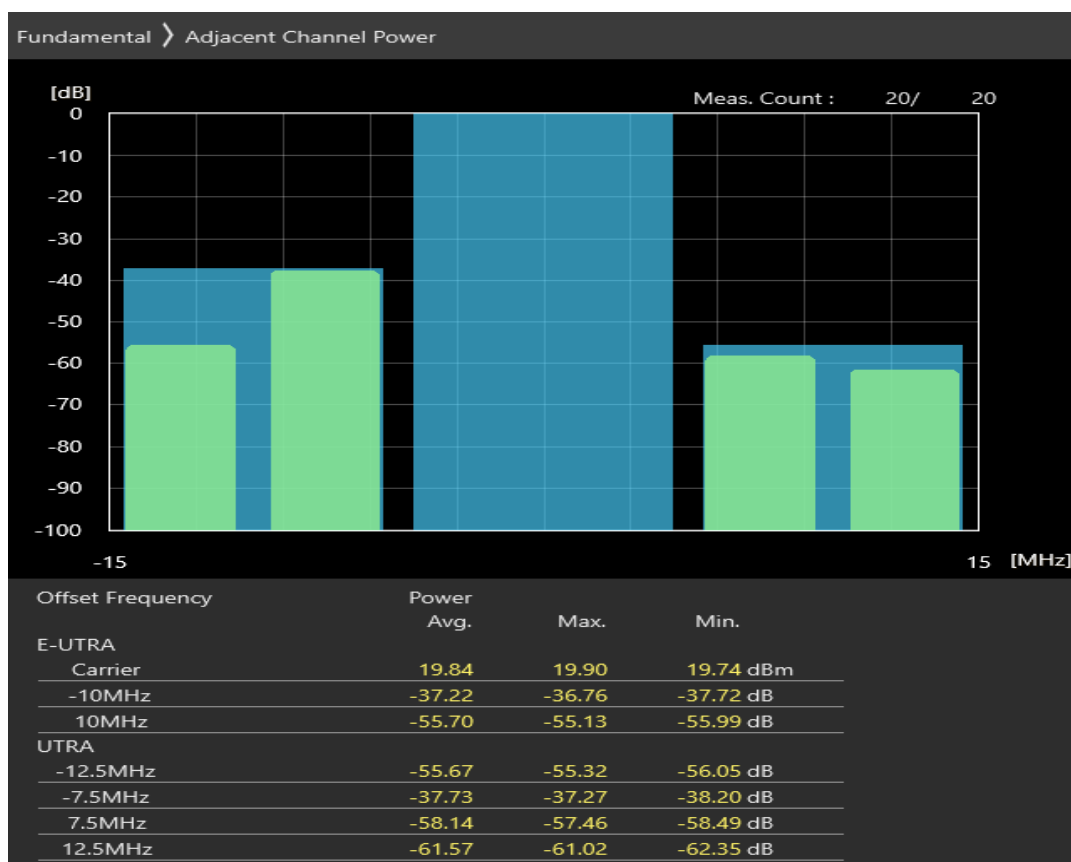 Fundamental ❯ Adjacent Channel Power
[dB]
Meas. Count : 20/ 20
0
-10
-20
-30
-40
-50
-60
-70
-80
-90
-100
-15 15 [MHz]
Offset Frequency Power
Avg. Max. Min.
E-UTRA
Carrier 19.84 19.90 19.74 dBm
-10MHz -37.22 -36.76 -37.72 dB
10MHz -55.70 -55.13 -55.99 dB
UTRA
-12.5MHz -55.67 -55.32 -56.05 dB
-7.5MHz -37.73 -37.27 -38.20 dB
7.5MHz -58.14 -57.46 -58.49 dB
12.5MHz -61.57 -61.02 -62.35 dB